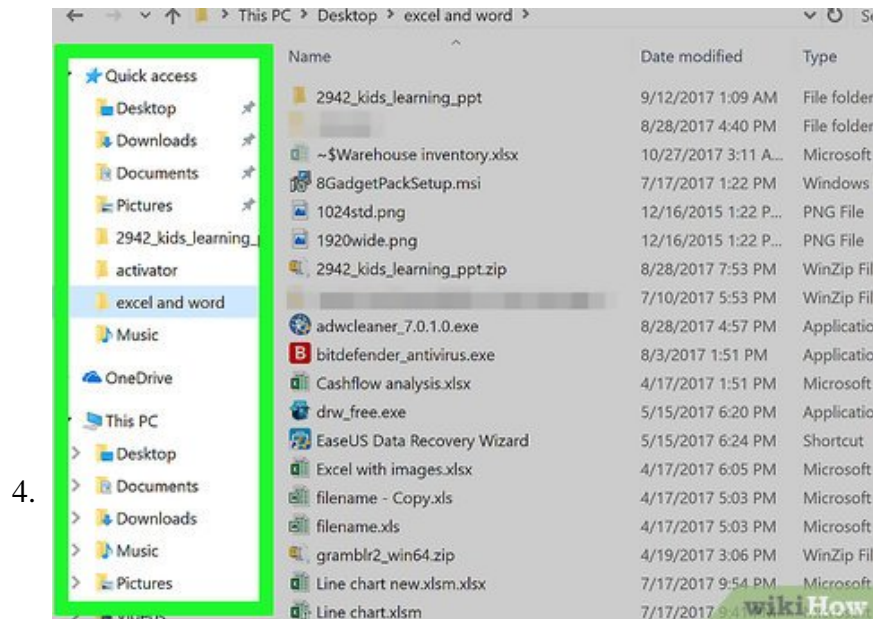 This PC > Desktop > excel and word >
Name Date modified Type
Quick access
Desktop
Downloads
Documents
Pictures
2942_kids_learning_
activator
excel and word
Music
OneDrive
This PC
Desktop
Documents
Downloads
Music
Pictures
2942_kids_learning_ppt 9/12/2017 1:09 AM File folder
8/28/2017 4:40 PM File folder
~$Warehouse inventory.xlsx 10/27/2017 3:11 A... Microsoft
8GadgetPackSetup.msi 7/17/2017 1:22 PM Windows
1024std.png 12/16/2015 1:22 P... PNG File
1920wide.png 12/16/2015 1:22 P... PNG File
2942_kids_learning_ppt.zip 8/28/2017 7:53 PM WinZip Fil
7/10/2017 5:53 PM WinZip Fil
adwcleaner_7.0.1.0.exe 8/28/2017 4:57 PM Applicatio
bitdefender_antivirus.exe 8/3/2017 1:51 PM Applicatio
Cashflow analysis.xlsx 4/17/2017 1:51 PM Microsoft
drw_free.exe 5/15/2017 6:20 PM Applicatio
EaseUS Data Recovery Wizard 5/15/2017 6:24 PM Shortcut
Excel with images.xlsx 4/17/2017 6:05 PM Microsoft
filename - Copy.xls 4/17/2017 5:03 PM Microsoft
filename.xls 4/17/2017 5:03 PM Microsoft
gramblr2_win64.zip 4/19/2017 3:06 PM WinZip Fil
Line chart new.xlsm.xlsx 7/17/2017 9:54 PM Microsoft
Line chart.xlsm 7/17/2017
4.
wikiHow